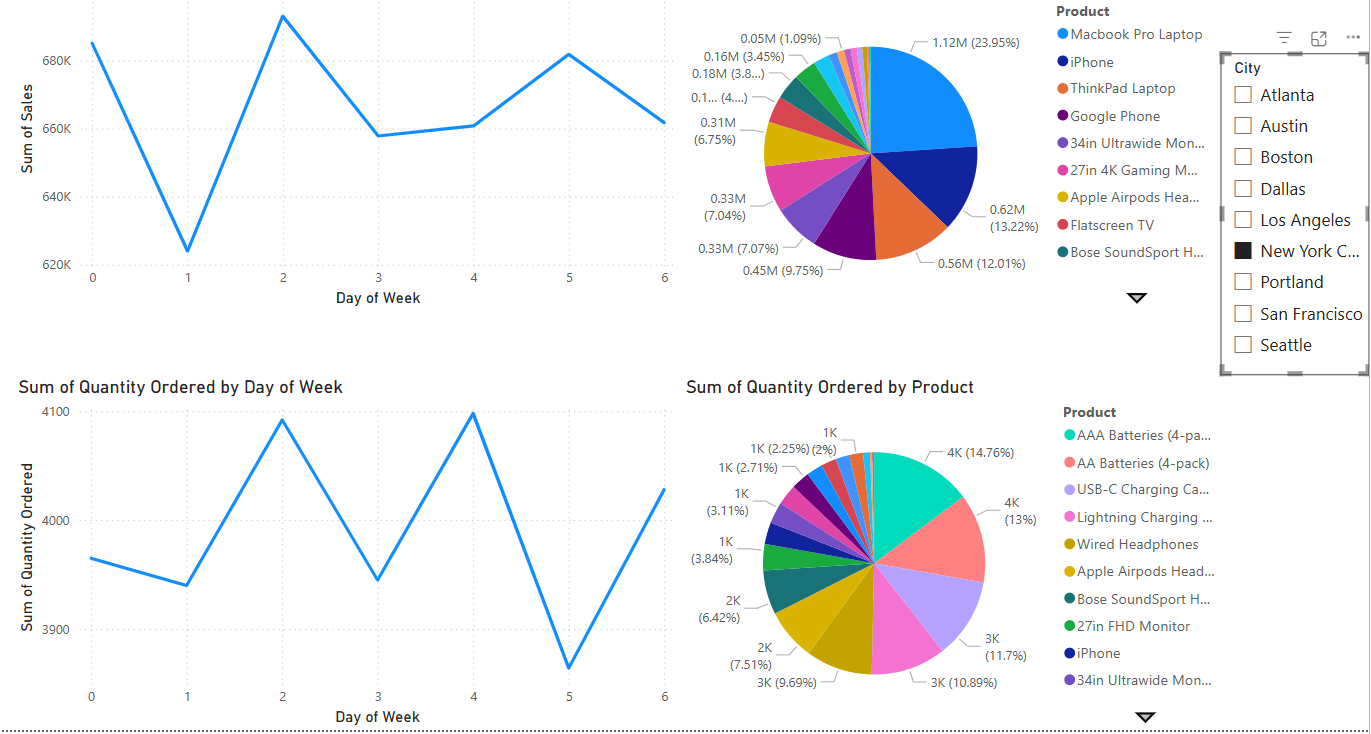 680K
660K
640K
620K
Sum of Sales
0 1 2 3 4 5 6
Day of Week
0.05M (1.09%)
0.16M (3.45%)
0.18M (3.8...)
0.1... (4....)
0.31M
(6.75%)
0.33M
(7.04%)
0.33M (7.07%)
0.45M (9.75%)
0.56M (12.01%)
0.62M
(13.22%)
1.12M (23.95%)
Product
Macbook Pro Laptop
iPhone
ThinkPad Laptop
Google Phone
34in Ultrawide Mon...
27in 4K Gaming M...
Apple Airpods Hea...
Flatscreen TV
Bose SoundSport H...
City
Atlanta
Austin
Boston
Dallas
Los Angeles
New York C...
Portland
San Francisco
Seattle
Sum of Quantity Ordered by Day of Week
4100
4000
3900
Sum of Quantity Ordered
0 1 2 3 4 5 6
Day of Week
Sum of Quantity Ordered by Product
1K
1K (2.25%) (2%)
1K (2.71%)
1K
(3.11%)
1K
(3.84%)
2K
(6.42%)
2K
(7.51%)
3K (9.69%)
3K (10.89%)
3K
(11.7%)
4K
(13%)
4K (14.76%)
Product
AAA Batteries (4-pa...
AA Batteries (4-pack)
USB-C Charging Ca...
Lightning Charging ...
Wired Headphones
Apple Airpods Head...
Bose SoundSport H...
27in FHD Monitor
iPhone
34in Ultrawide Mon...